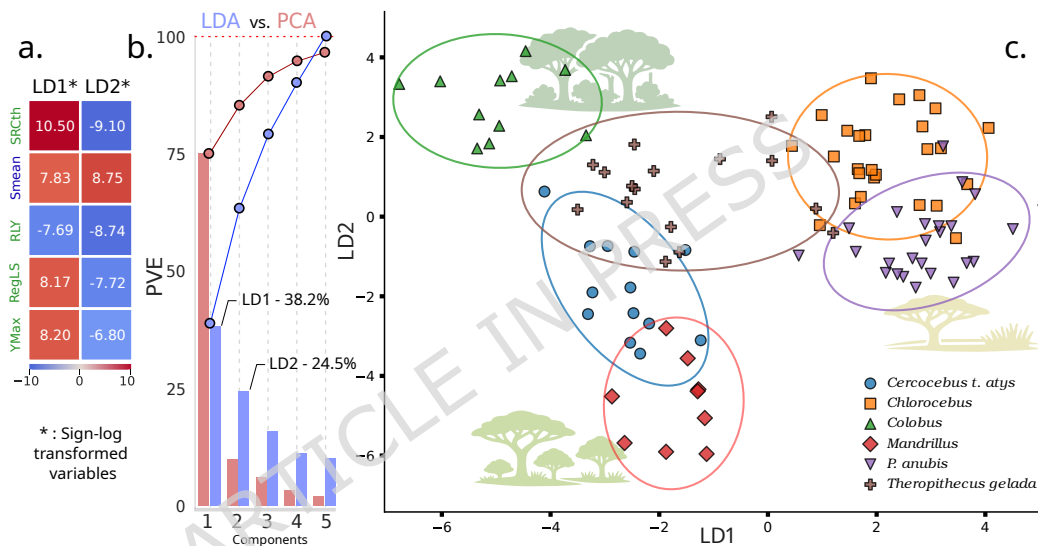 a.
LD1* LD2*
SRCth 10.50 -9.10
Smean 7.83 8.75
RLY -7.69 -8.74
RegLS 8.17 -7.72
YMax 8.20 -6.80
−10 0 10
* : Sign-log
transformed
variables
b.
LDA vs. PCA
PVE
100
75
50
25
0
LD1 - 38.2%
LD2 - 24.5%
1 2 3 4 5
Components
c.
LD2
4
2
0
−2
−4
−6
−6 −4 −2 0 2 4
LD1
Cercocebus t. atys
Chlorocebus
Colobus
Mandrillus
P. anubis
Theropithecus gelada
ARTICLE IN PRESS